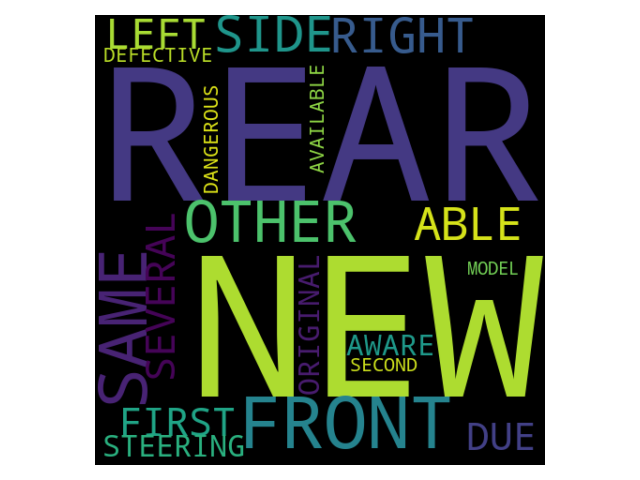 LEFT
SIDE
RIGHT
DEFECTIVE
REAR
DANGEROUS
AVAILABLE
OTHER
ABLE
SAME
SEVERAL
NEW
ORIGINAL
MODEL
AWARE
SECOND
FIRST
FRONT
STEERING
DUE